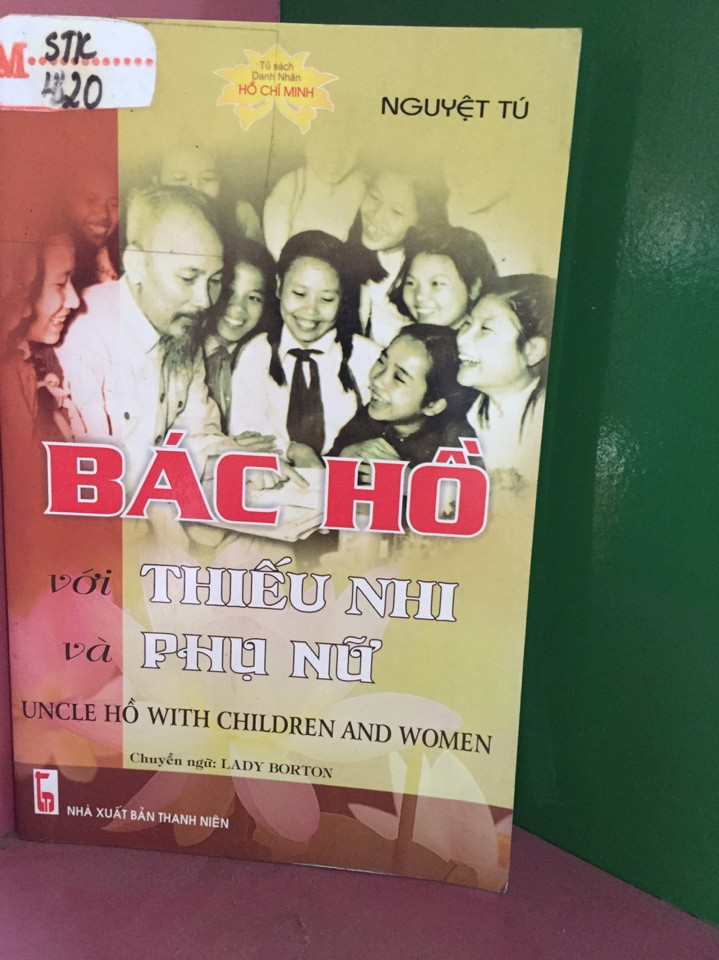 M
STK
4820
Tủ sách
Danh Nhân
HỒ CHÍ MINH
NGUYỆT TÚ
BÁC HỒ
với THIẾU NHI
và PHỤ NỮ
UNCLE HỒ WITH CHILDREN AND WOMEN
Chuyển ngữ: LADY BORTON
NHÀ XUẤT BẢN THANH NIÊN